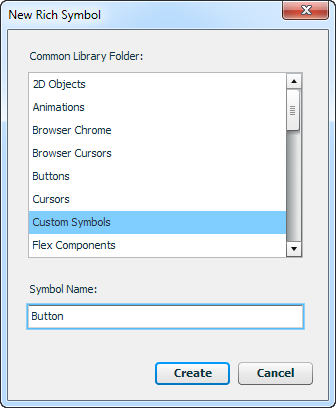 New Rich Symbol
Common Library Folder:
2D Objects
Animations
Browser Chrome
Browser Cursors
Buttons
Cursors
Custom Symbols
Flex Components
Symbol Name:
Button
Create
Cancel